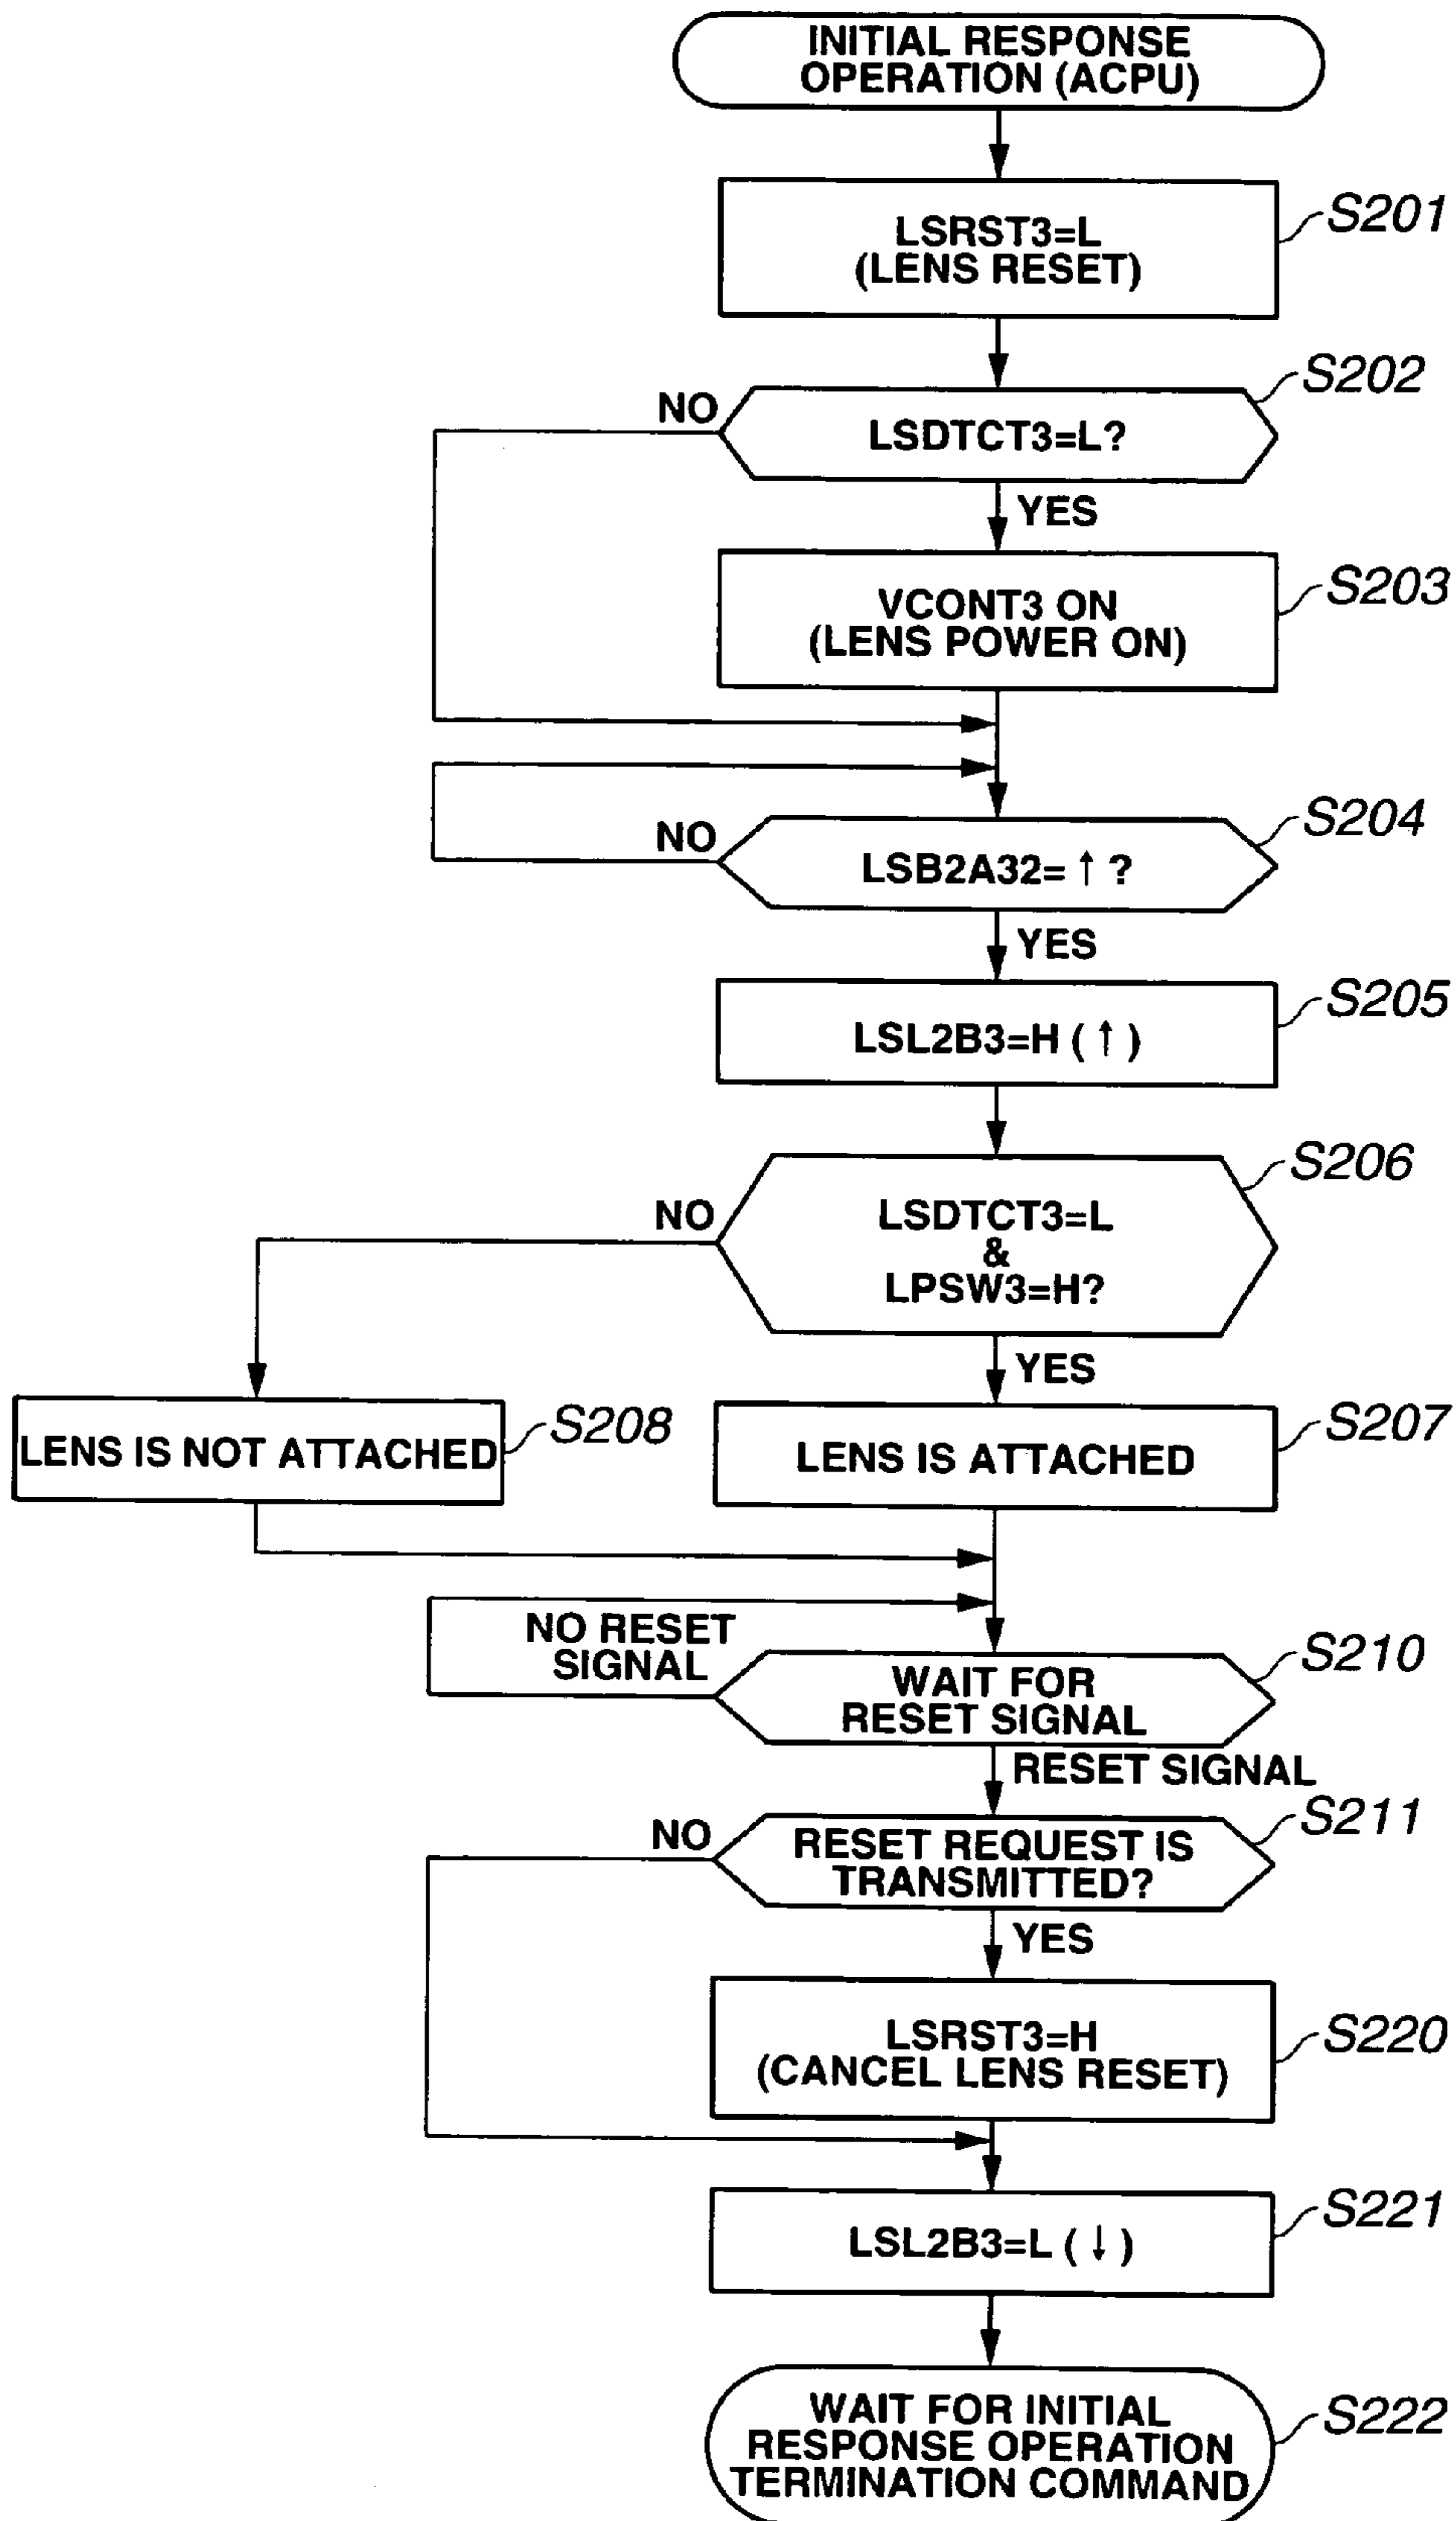 INITIAL RESPONSE
OPERATION (ACPU)
LSRST3=L
(LENS RESET)
S201
S202
NO
LSDTCT3=L?
YES
VCONT3 ON
(LENS POWER ON)
S203
S204
NO
LSB2A32= ↑ ?
YES
S205
LSL2B3=H ( ↑ )
S206
NO
LSDTCT3=L
&
LPSW3=H?
YES
LENS IS NOT ATTACHED
S208
LENS IS ATTACHED
S207
NO RESET
SIGNAL
WAIT FOR
RESET SIGNAL
S210
RESET SIGNAL
S211
NO
RESET REQUEST IS
TRANSMITTED?
YES
LSRST3=H
(CANCEL LENS RESET)
S220
LSL2B3=L ( ↓ )
S221
WAIT FOR INITIAL
RESPONSE OPERATION
TERMINATION COMMAND
S222